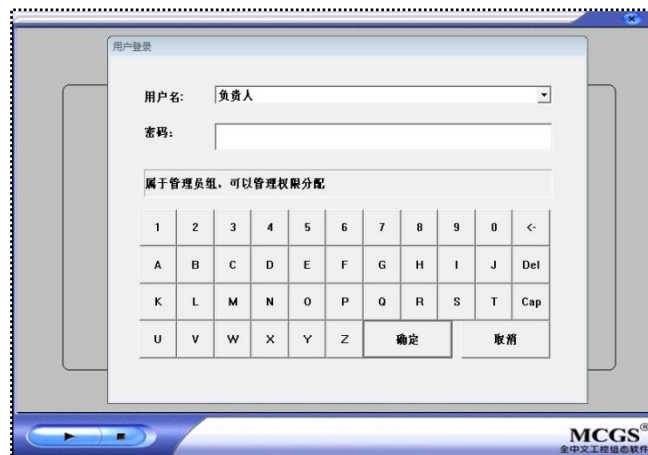 用户登录
用户名: 负责人
密码:
属于管理员组，可以管理权限分配
1 2 3 4 5 6 7 8 9 0 <-
A B C D E F G H I J Del
K L M N O P Q R S T Cap
U V W X Y Z 确定 取消
MCGS®
全中文工控组态软件